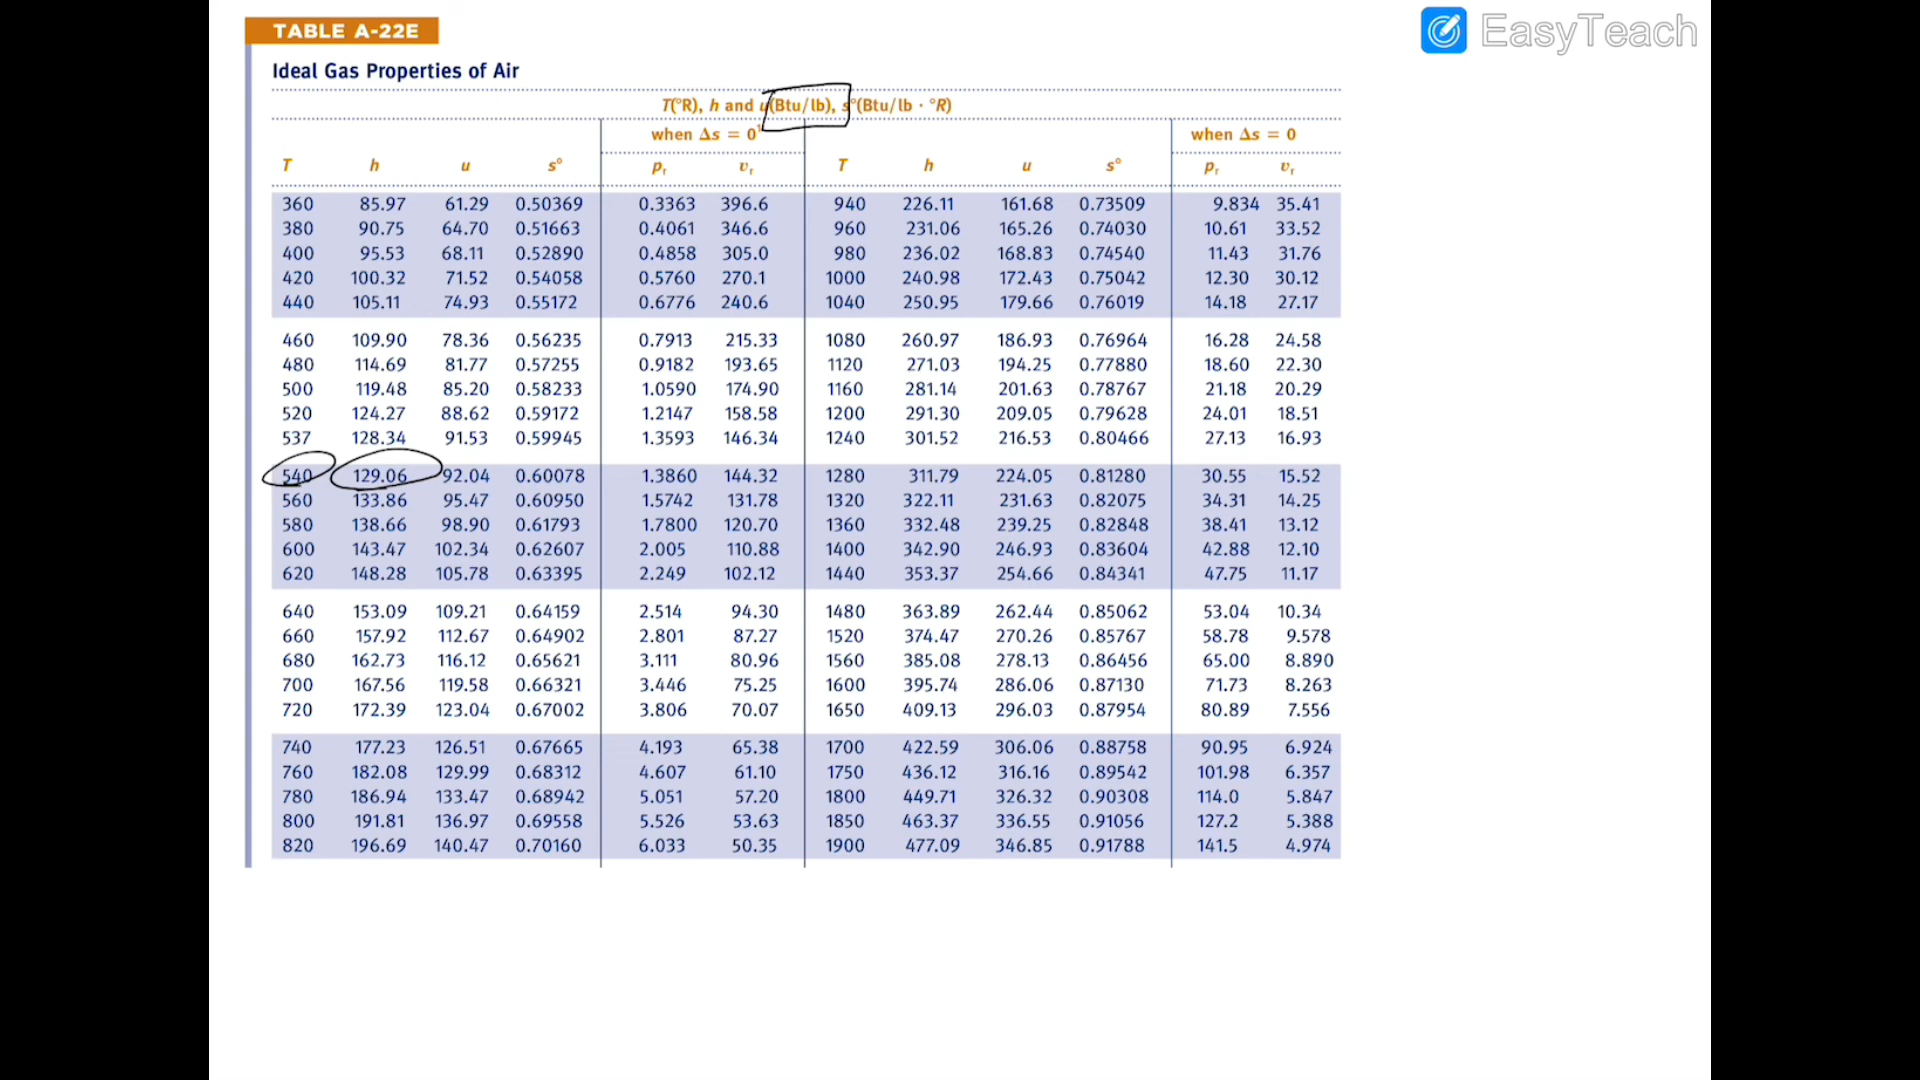 TABLE A-22E
EasyTeach
Ideal Gas Properties of Air
T(°R), h and u(Btu/lb), s°(Btu/lb · °R)
when Δs = 0¹ when Δs = 0
T h u s° pᵣ vᵣ T h u s° pᵣ vᵣ
360 85.97 61.29 0.50369 0.3363 396.6 940 226.11 161.68 0.73509 9.834 35.41
380 90.75 64.70 0.51663 0.4061 346.6 960 231.06 165.26 0.74030 10.61 33.52
400 95.53 68.11 0.52890 0.4858 305.0 980 236.02 168.83 0.74540 11.43 31.76
420 100.32 71.52 0.54058 0.5760 270.1 1000 240.98 172.43 0.75042 12.30 30.12
440 105.11 74.93 0.55172 0.6776 240.6 1040 250.95 179.66 0.76019 14.18 27.17
460 109.90 78.36 0.56235 0.7913 215.33 1080 260.97 186.93 0.76964 16.28 24.58
480 114.69 81.77 0.57255 0.9182 193.65 1120 271.03 194.25 0.77880 18.60 22.30
500 119.48 85.20 0.58233 1.0590 174.90 1160 281.14 201.63 0.78767 21.18 20.29
520 124.27 88.62 0.59172 1.2147 158.58 1200 291.30 209.05 0.79628 24.01 18.51
537 128.34 91.53 0.59945 1.3593 146.34 1240 301.52 216.53 0.80466 27.13 16.93
540 129.06 92.04 0.60078 1.3860 144.32 1280 311.79 224.05 0.81280 30.55 15.52
560 133.86 95.47 0.60950 1.5742 131.78 1320 322.11 231.63 0.82075 34.31 14.25
580 138.66 98.90 0.61793 1.7800 120.70 1360 332.48 239.25 0.82848 38.41 13.12
600 143.47 102.34 0.62607 2.005 110.88 1400 342.90 246.93 0.83604 42.88 12.10
620 148.28 105.78 0.63395 2.249 102.12 1440 353.37 254.66 0.84341 47.75 11.17
640 153.09 109.21 0.64159 2.514 94.30 1480 363.89 262.44 0.85062 53.04 10.34
660 157.92 112.67 0.64902 2.801 87.27 1520 374.47 270.26 0.85767 58.78 9.578
680 162.73 116.12 0.65621 3.111 80.96 1560 385.08 278.13 0.86456 65.00 8.890
700 167.56 119.58 0.66321 3.446 75.25 1600 395.74 286.06 0.87130 71.73 8.263
720 172.39 123.04 0.67002 3.806 70.07 1650 409.13 296.03 0.87954 80.89 7.556
740 177.23 126.51 0.67665 4.193 65.38 1700 422.59 306.06 0.88758 90.95 6.924
760 182.08 129.99 0.68312 4.607 61.10 1750 436.12 316.16 0.89542 101.98 6.357
780 186.94 133.47 0.68942 5.051 57.20 1800 449.71 326.32 0.90308 114.0 5.847
800 191.81 136.97 0.69558 5.526 53.63 1850 463.37 336.55 0.91056 127.2 5.388
820 196.69 140.47 0.70160 6.033 50.35 1900 477.09 346.85 0.91788 141.5 4.974